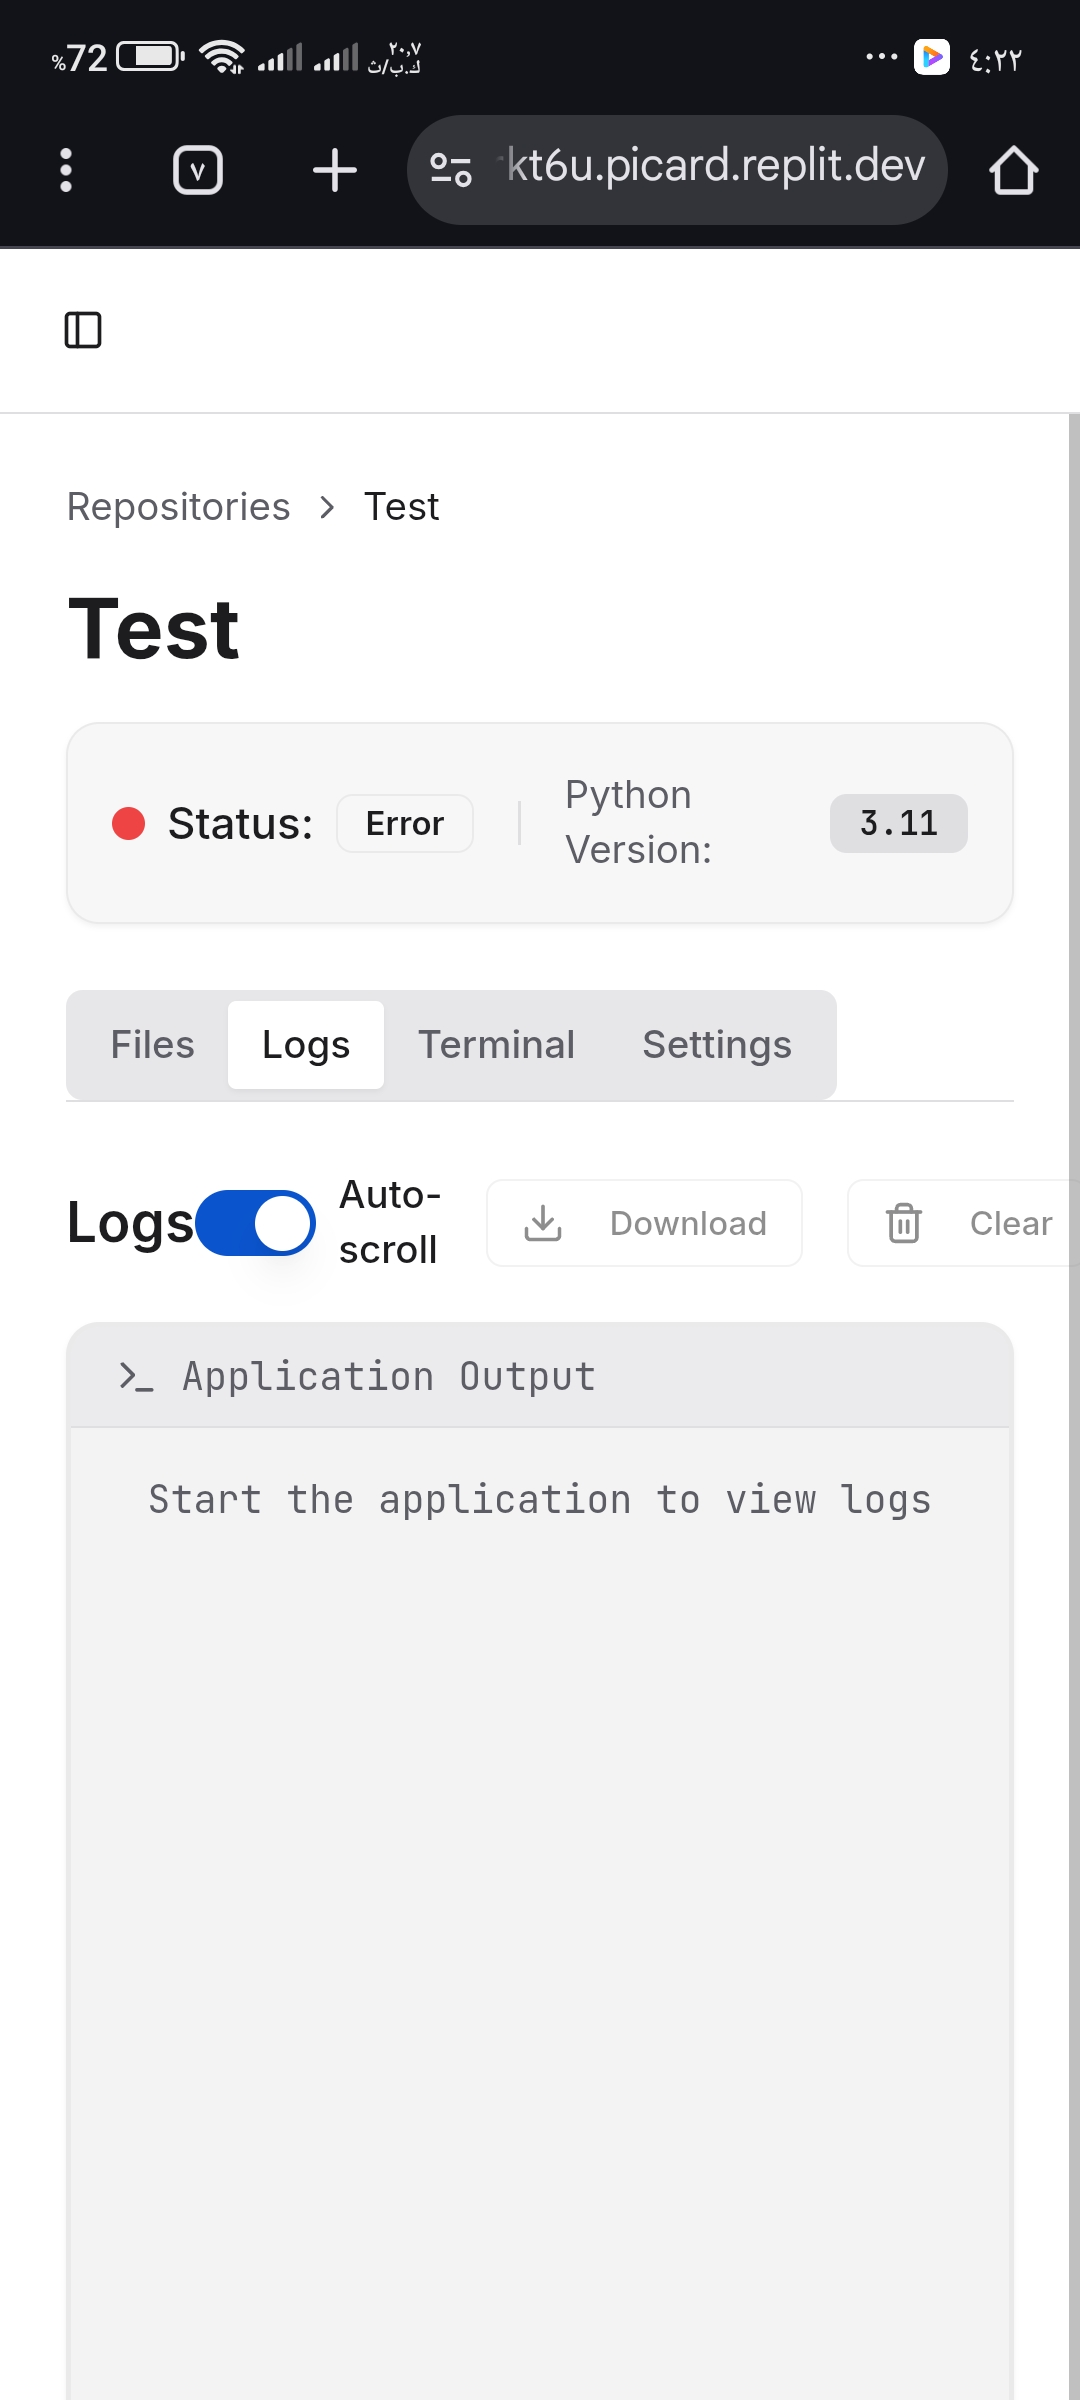 %72
٢٠,٧
ك.ب/ث
٤:٢٢
٧
kt6u.picard.replit.dev
Repositories > Test
Test
Status: Error
Python Version: 3.11
Files Logs Terminal Settings
Logs Auto-scroll Download Clear
>_ Application Output
Start the application to view logs